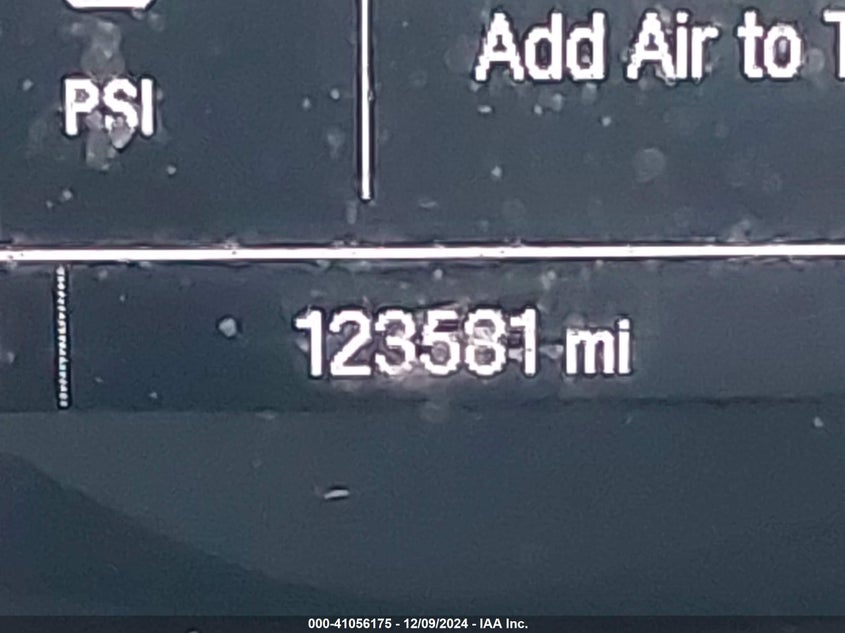 Add Air to
PSI
123581 mi
000-41056175 - 12/09/2024 - IAA Inc.